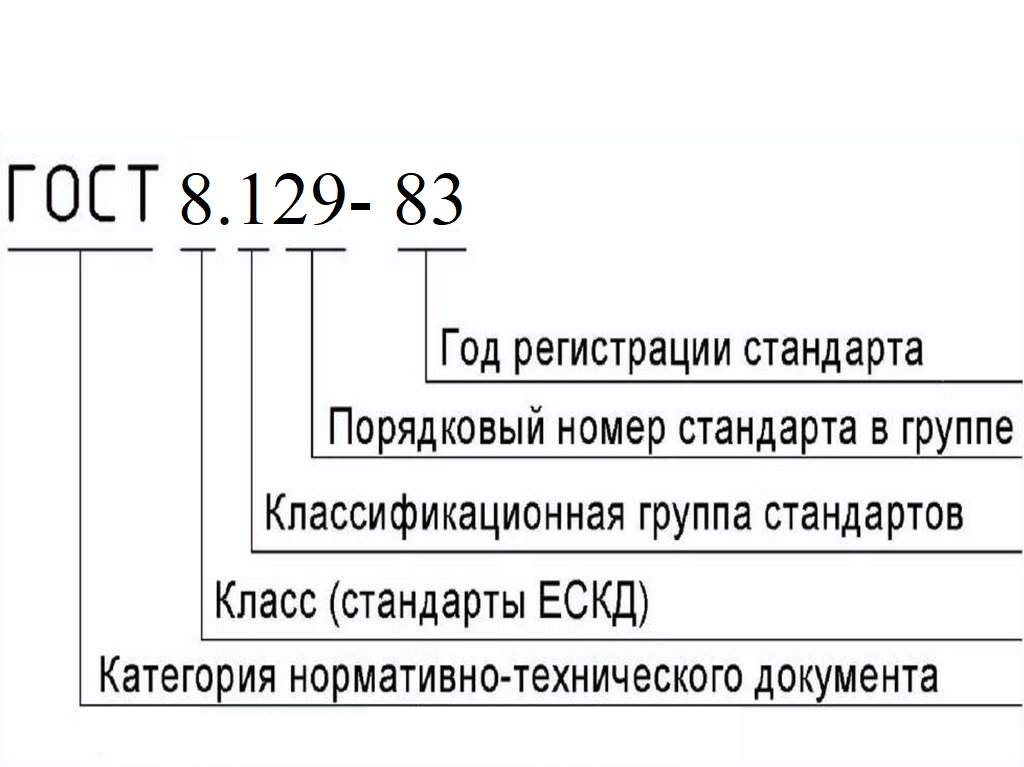 ГОСТ 8.129- 83
Год регистрации стандарта
Порядковый номер стандарта в группе
Классификационная группа стандартов
Класс (стандарты ЕСКД)
Категория нормативно-технического документа